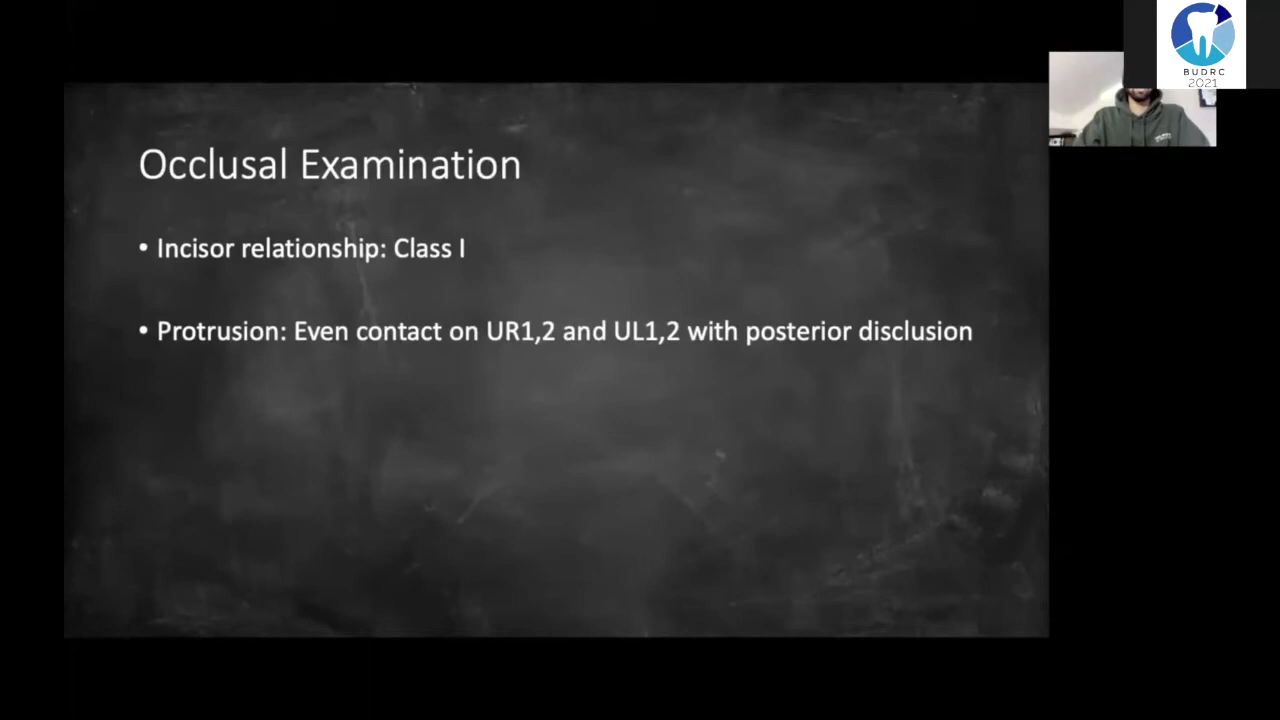 BUDRC
2021
Occlusal Examination
• Incisor relationship: Class I
• Protrusion: Even contact on UR1,2 and UL1,2 with posterior disclusion